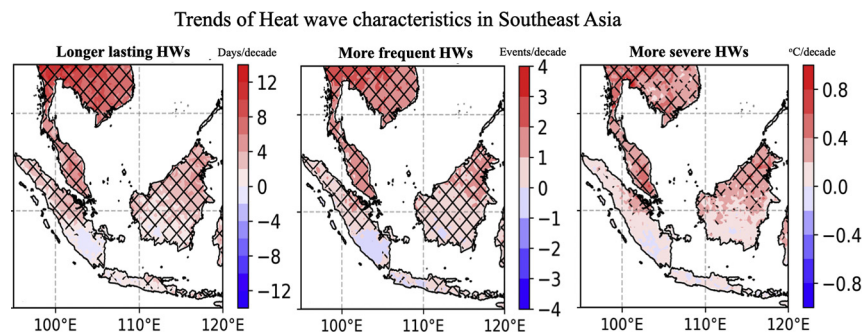 Trends of Heat wave characteristics in Southeast Asia
Longer lasting HWs
Days/decade
12
8
4
0
−4
−8
−12
100°E
110°E
120°E
More frequent HWs
Events/decade
4
3
2
1
0
−1
−2
−3
−4
100°E
110°E
120°E
More severe HWs
°C/decade
0.8
0.4
0.0
−0.4
−0.8
100°E
110°E
120°E